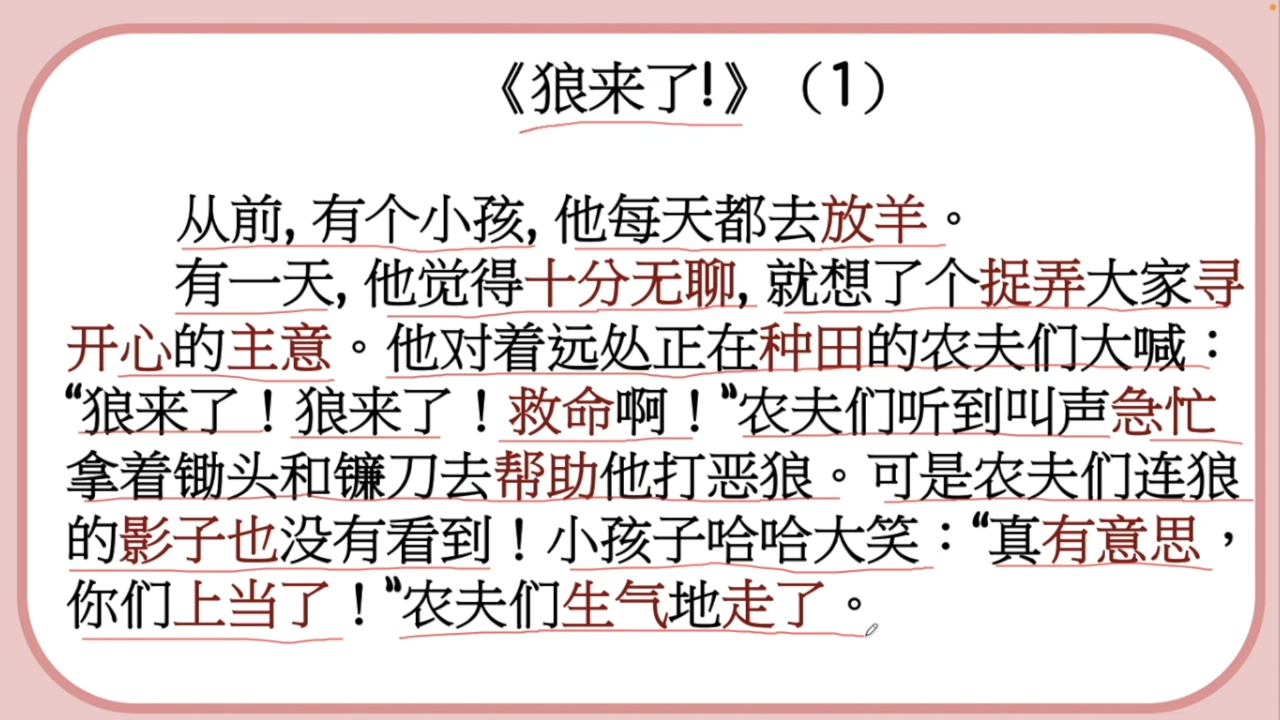 《狼来了!》（1）
从前, 有个小孩, 他每天都去放羊。
有一天, 他觉得十分无聊, 就想了个捉弄大家寻
开心的主意。他对着远处正在种田的农夫们大喊：
“狼来了！狼来了！救命啊！”农夫们听到叫声急忙
拿着锄头和镰刀去帮助他打恶狼。可是农夫们连狼
的影子也没有看到！小孩子哈哈大笑：“真有意思，
你们上当了！”农夫们生气地走了。